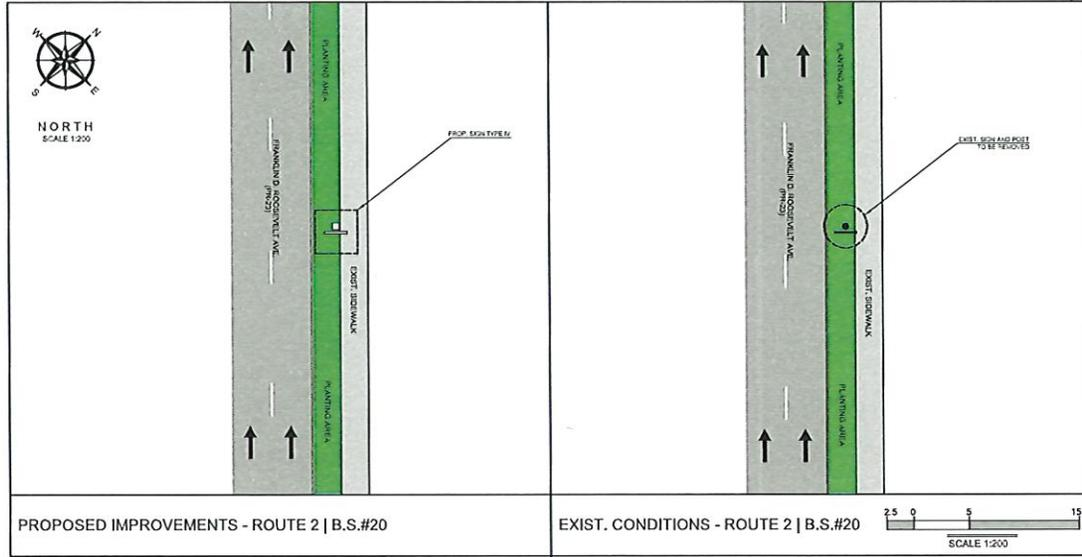 W N
S E
NORTH
SCALE 1:200
PLANTING AREA
PROP. SIGN TYPE IV
FRANKLIN D. ROOSEVELT AVE.
(PR-23)
EXIST. SIDEWALK
PLANTING AREA
PROPOSED IMPROVEMENTS - ROUTE 2 | B.S.#20
PLANTING AREA
EXIST. SIGN AND POST
TO BE REMOVED
FRANKLIN D. ROOSEVELT AVE.
(PR-23)
EXIST. SIDEWALK
PLANTING AREA
EXIST. CONDITIONS - ROUTE 2 | B.S.#20
2.5 0 5 15
SCALE 1:200